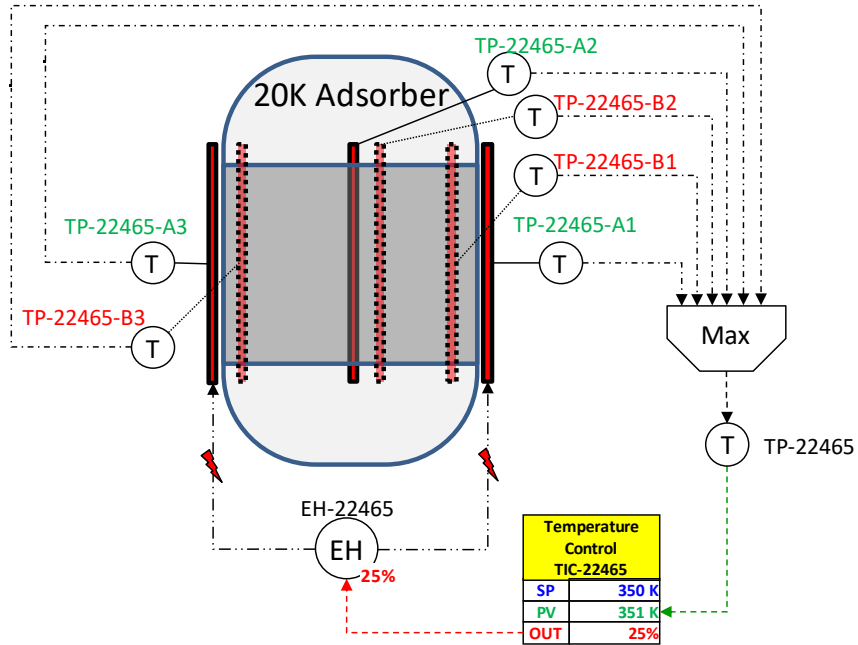 TP-22465-A2
T
20K Adsorber
TP-22465-B2
T
TP-22465-B1
T
TP-22465-A3
TP-22465-A1
T
T
TP-22465-B3
T
Max
T
TP-22465
EH-22465
EH
25%
Temperature
Control
TIC-22465
SP 350 K
PV 351 K
OUT 25%